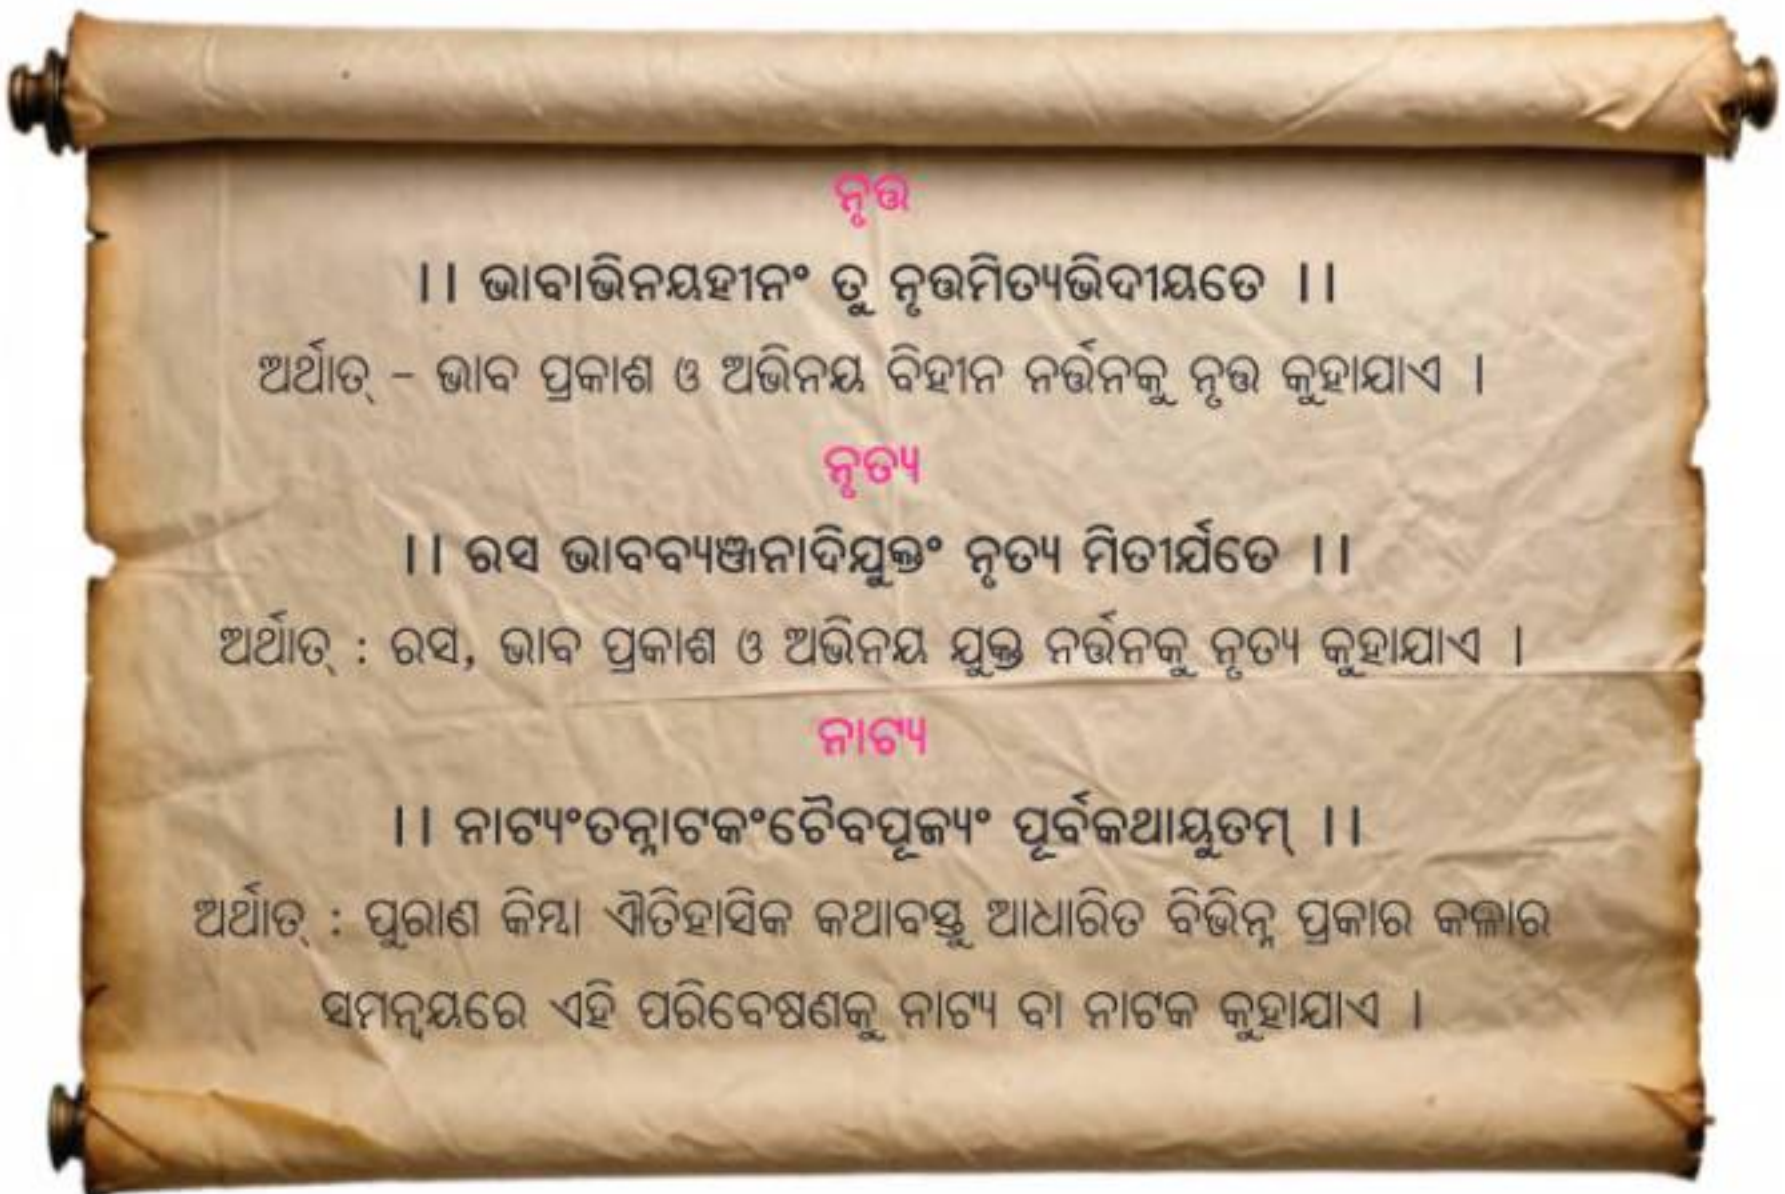 ନୃତ୍ତ
।। ଭାବାଭିନୟହୀନଂ ତୁ ନୃତ୍ତମିତ୍ୟଭିଦୀୟତେ ।।
ଅର୍ଥାତ୍ – ଭାବ ପ୍ରକାଶ ଓ ଅଭିନୟ ବିହୀନ ନର୍ତ୍ତନକୁ ନୃତ୍ତ କୁହାଯାଏ ।
ନୃତ୍ୟ
।। ରସ ଭାବବ୍ୟଞ୍ଜନାଦିଯୁକ୍ତଂ ନୃତ୍ୟ ମିତୀର୍ଯତେ ।।
ଅର୍ଥାତ୍ : ରସ, ଭାବ ପ୍ରକାଶ ଓ ଅଭିନୟ ଯୁକ୍ତ ନର୍ତ୍ତନକୁ ନୃତ୍ୟ କୁହାଯାଏ ।
ନାଟ୍ୟ
।। ନାଟ୍ୟଂତନ୍ନାଟକଂଚୈବପୂଜ୍ୟଂ ପୂର୍ବକଥାୟୁତମ୍ ।।
ଅର୍ଥାତ୍ : ପୁରାଣ କିମ୍ଭା ଐତିହାସିକ କଥାବସ୍ତୁ ଆଧାରିତ ବିଭିନ୍ନ ପ୍ରକାର କଳାର
ସମନ୍ୱୟରେ ଏହି ପରିବେଷଣକୁ ନାଟ୍ୟ ବା ନାଟକ କୁହାଯାଏ ।